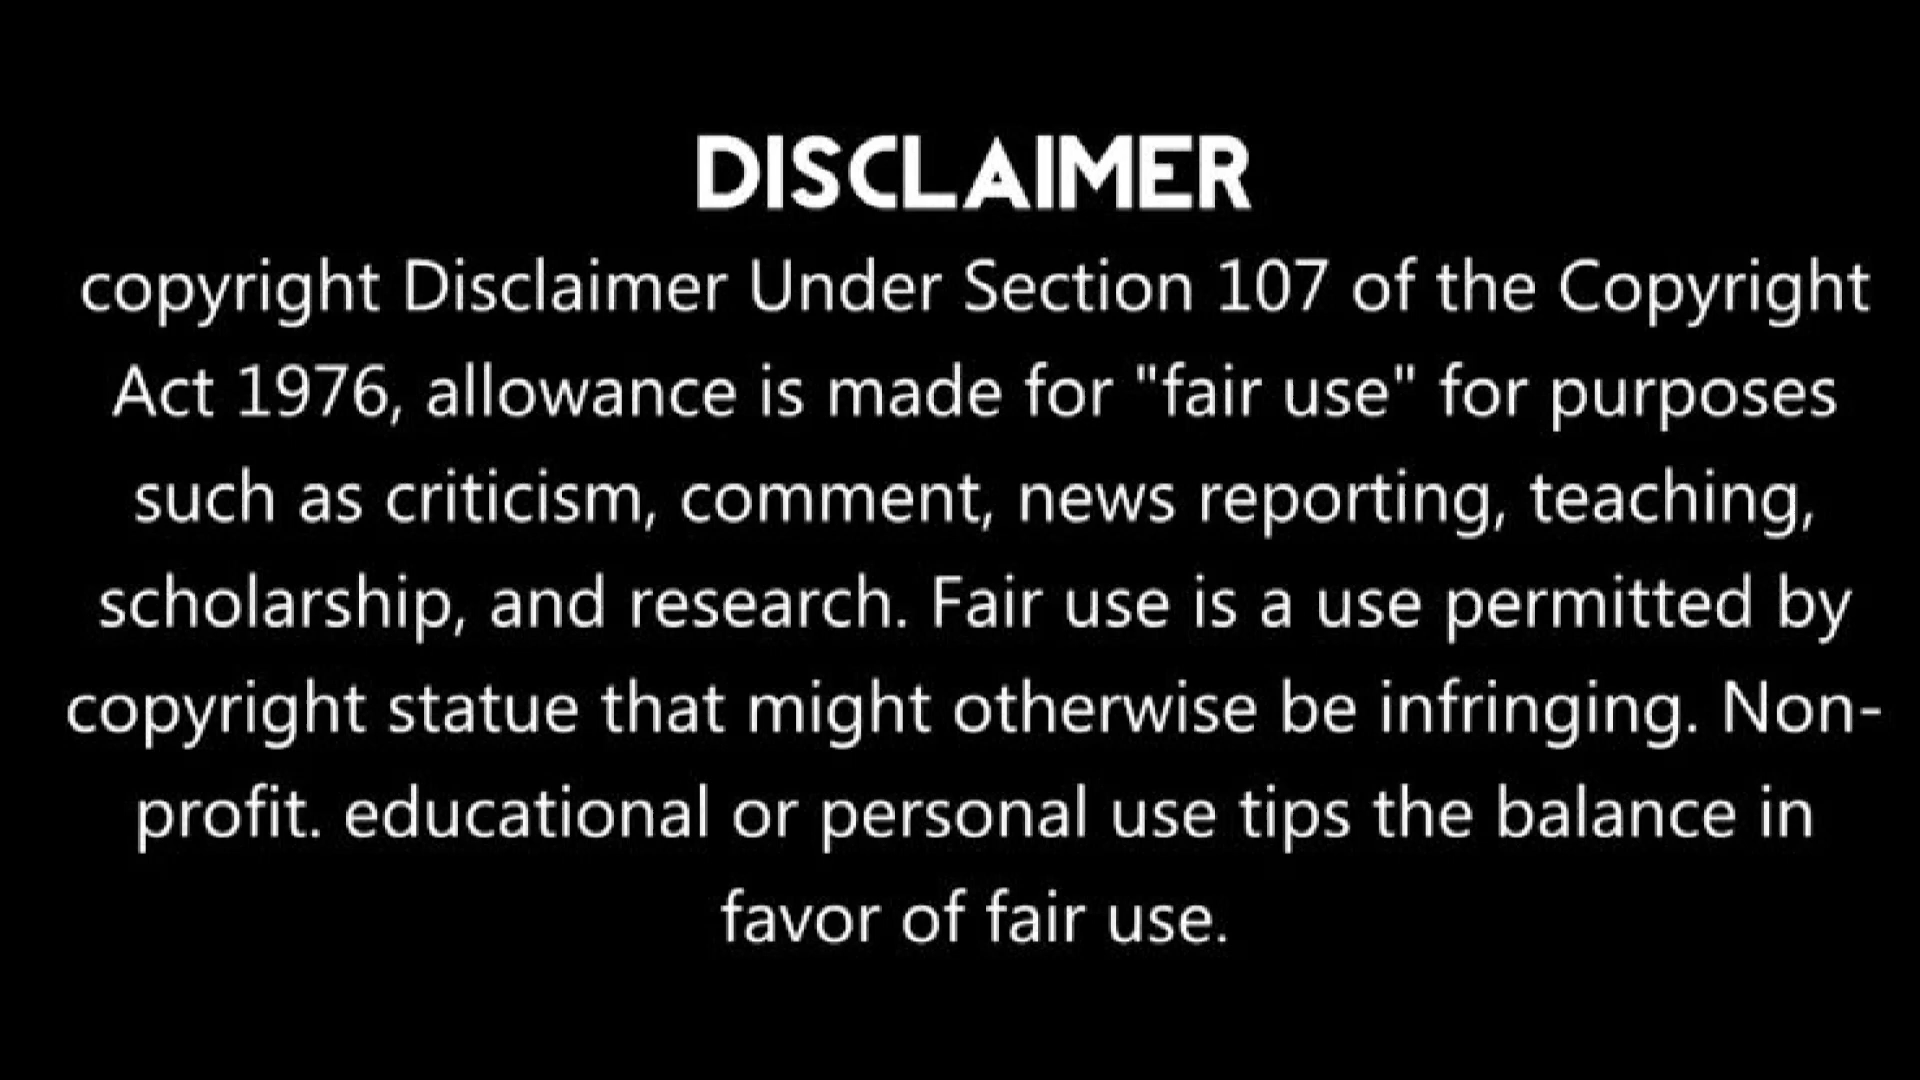 DISCLAIMER
copyright Disclaimer Under Section 107 of the Copyright
Act 1976, allowance is made for "fair use" for purposes
such as criticism, comment, news reporting, teaching,
scholarship, and research. Fair use is a use permitted by
copyright statue that might otherwise be infringing. Non-
profit. educational or personal use tips the balance in
favor of fair use.